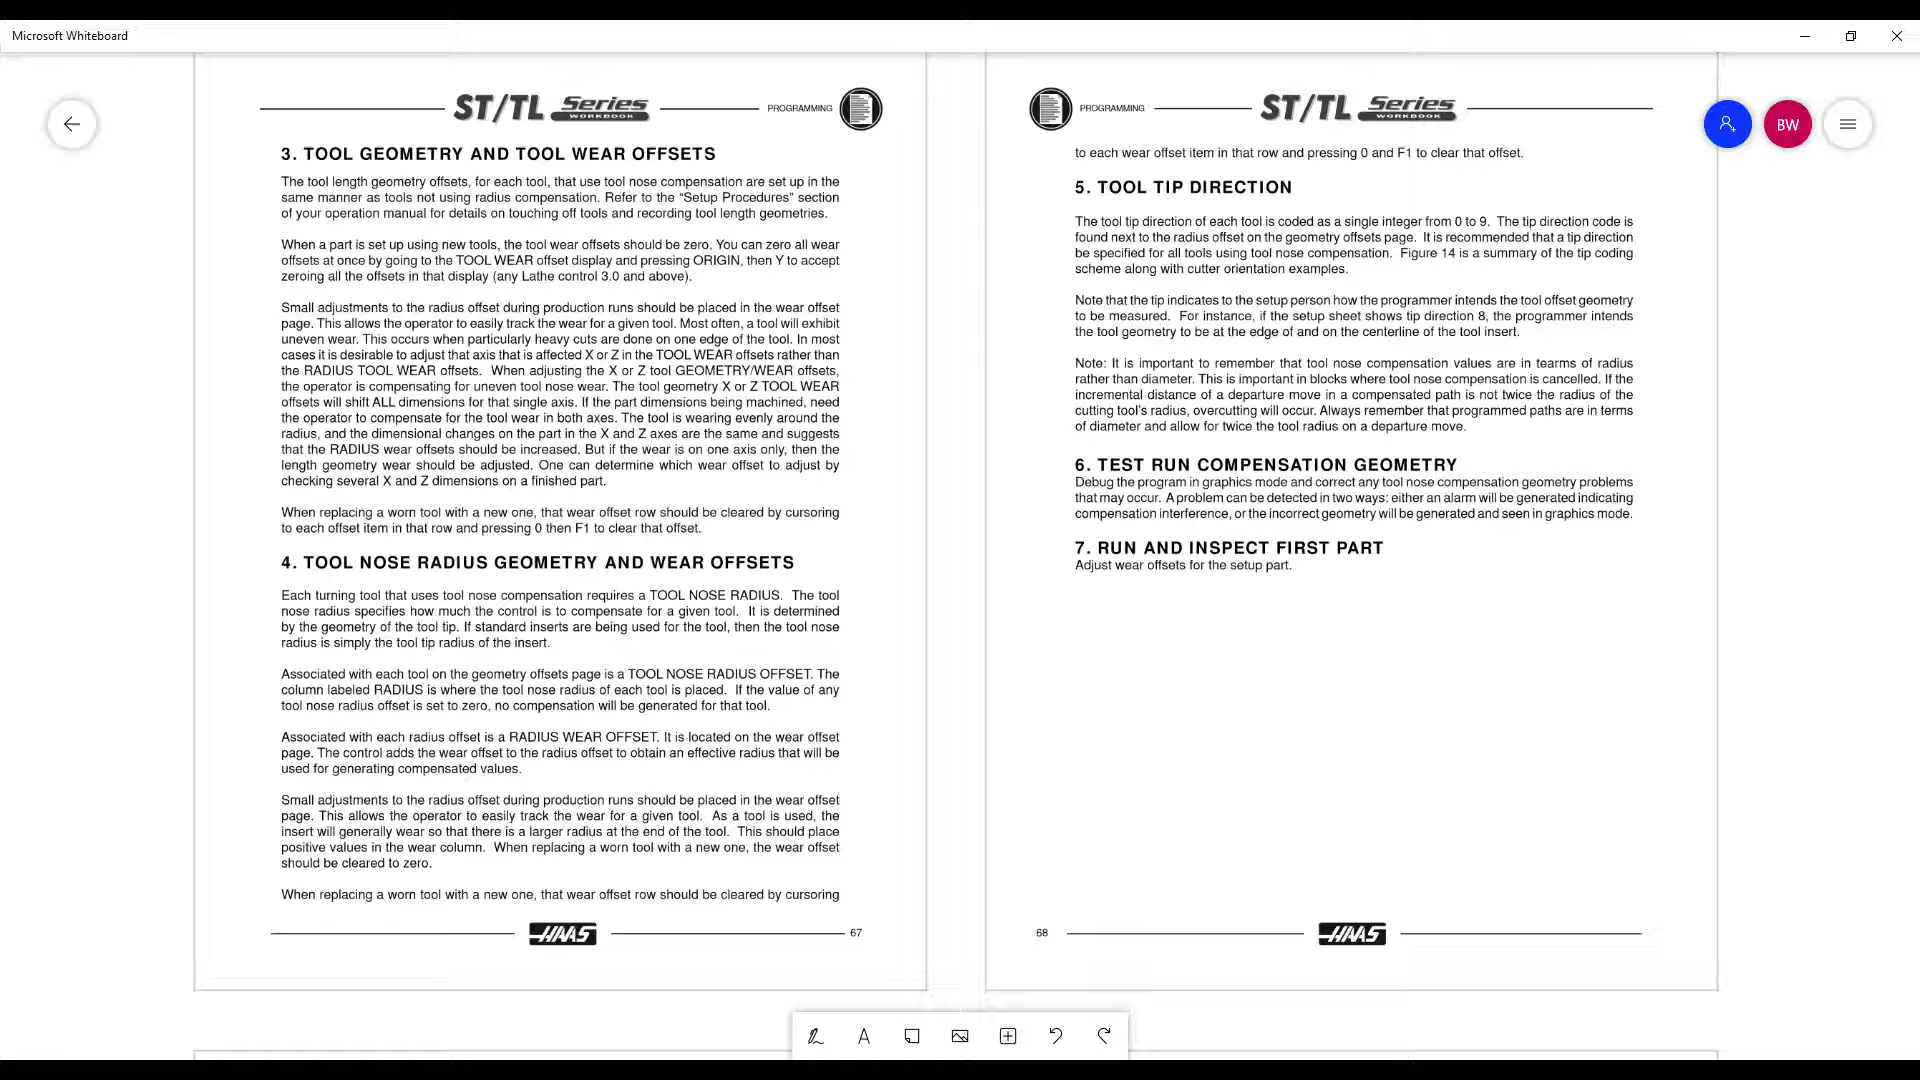 Microsoft Whiteboard
ST/TL Series
WORKBOOK
PROGRAMMING
3. TOOL GEOMETRY AND TOOL WEAR OFFSETS
The tool length geometry offsets, for each tool, that use tool nose compensation are set up in the
same manner as tools not using radius compensation. Refer to the “Setup Procedures” section
of your operation manual for details on touching off tools and recording tool length geometries.
When a part is set up using new tools, the tool wear offsets should be zero. You can zero all wear
offsets at once by going to the TOOL WEAR offset display and pressing ORIGIN, then Y to accept
zeroing all the offsets in that display (any Lathe control 3.0 and above).
Small adjustments to the radius offset during production runs should be placed in the wear offset
page. This allows the operator to easily track the wear for a given tool. Most often, a tool will exhibit
uneven wear. This occurs when particularly heavy cuts are done on one edge of the tool. In most
cases it is desirable to adjust that axis that is affected X or Z in the TOOL WEAR offsets rather than
the RADIUS TOOL WEAR offsets. When adjusting the X or Z tool GEOMETRY/WEAR offsets,
the operator is compensating for uneven tool nose wear. The tool geometry X or Z TOOL WEAR
offsets will shift ALL dimensions for that single axis. If the part dimensions being machined, need
the operator to compensate for the tool wear in both axes. The tool is wearing evenly around the
radius, and the dimensional changes on the part in the X and Z axes are the same and suggests
that the RADIUS wear offsets should be increased. But if the wear is on one axis only, then the
length geometry wear should be adjusted. One can determine which wear offset to adjust by
checking several X and Z dimensions on a finished part.
When replacing a worn tool with a new one, that wear offset row should be cleared by cursoring
to each offset item in that row and pressing 0 then F1 to clear that offset.
4. TOOL NOSE RADIUS GEOMETRY AND WEAR OFFSETS
Each turning tool that uses tool nose compensation requires a TOOL NOSE RADIUS. The tool
nose radius specifies how much the control is to compensate for a given tool. It is determined
by the geometry of the tool tip. If standard inserts are being used for the tool, then the tool nose
radius is simply the tool tip radius of the insert.
Associated with each tool on the geometry offsets page is a TOOL NOSE RADIUS OFFSET. The
column labeled RADIUS is where the tool nose radius of each tool is placed. If the value of any
tool nose radius offset is set to zero, no compensation will be generated for that tool.
Associated with each radius offset is a RADIUS WEAR OFFSET. It is located on the wear offset
page. The control adds the wear offset to the radius offset to obtain an effective radius that will be
used for generating compensated values.
Small adjustments to the radius offset during production runs should be placed in the wear offset
page. This allows the operator to easily track the wear for a given tool. As a tool is used, the
insert will generally wear so that there is a larger radius at the end of the tool. This should place
positive values in the wear column. When replacing a worn tool with a new one, the wear offset
should be cleared to zero.
When replacing a worn tool with a new one, that wear offset row should be cleared by cursoring
HAAS
67
PROGRAMMING
ST/TL Series
WORKBOOK
BW
to each wear offset item in that row and pressing 0 and F1 to clear that offset.
5. TOOL TIP DIRECTION
The tool tip direction of each tool is coded as a single integer from 0 to 9. The tip direction code is
found next to the radius offset on the geometry offsets page. It is recommended that a tip direction
be specified for all tools using tool nose compensation. Figure 14 is a summary of the tip coding
scheme along with cutter orientation examples.
Note that the tip indicates to the setup person how the programmer intends the tool offset geometry
to be measured. For instance, if the setup sheet shows tip direction 8, the programmer intends
the tool geometry to be at the edge of and on the centerline of the tool insert.
Note: It is important to remember that tool nose compensation values are in tearms of radius
rather than diameter. This is important in blocks where tool nose compensation is cancelled. If the
incremental distance of a departure move in a compensated path is not twice the radius of the
cutting tool's radius, overcutting will occur. Always remember that programmed paths are in terms
of diameter and allow for twice the tool radius on a departure move.
6. TEST RUN COMPENSATION GEOMETRY
Debug the program in graphics mode and correct any tool nose compensation geometry problems
that may occur. A problem can be detected in two ways: either an alarm will be generated indicating
compensation interference, or the incorrect geometry will be generated and seen in graphics mode.
7. RUN AND INSPECT FIRST PART
Adjust wear offsets for the setup part.
68
HAAS